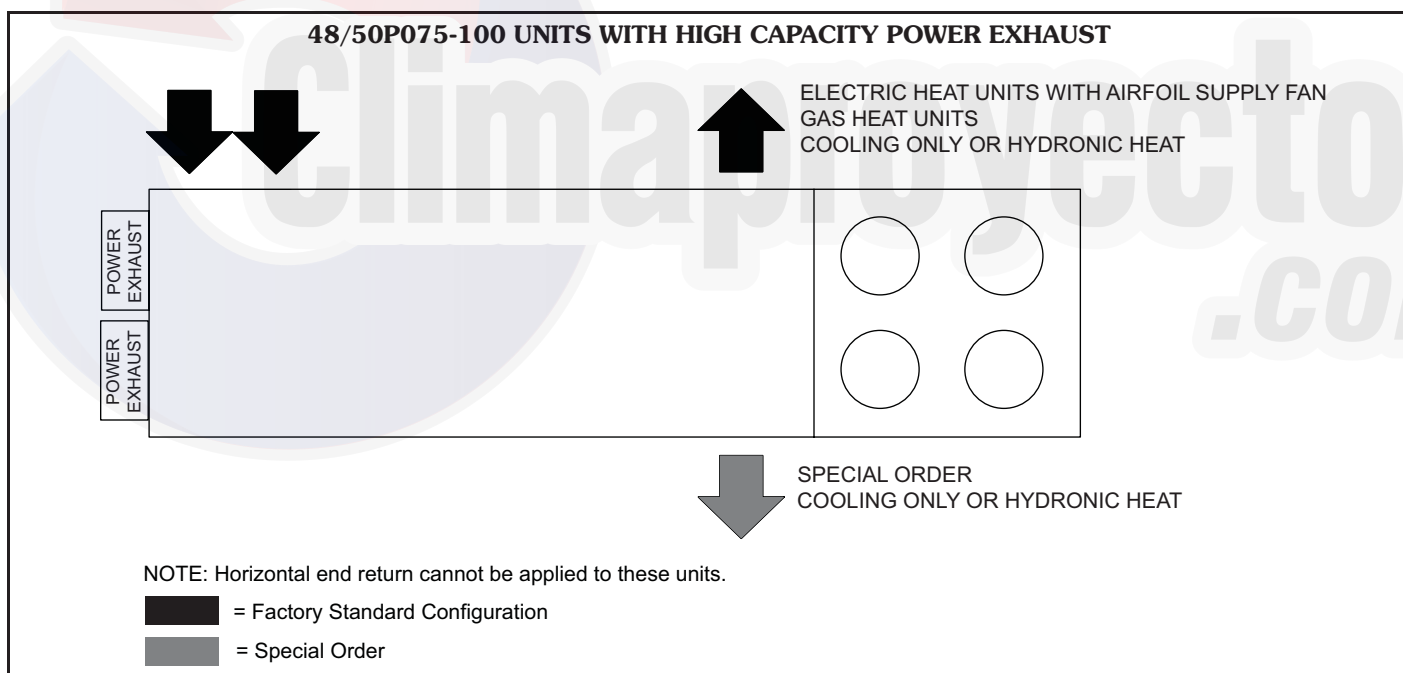 48/50P075-100 UNITS WITH HIGH CAPACITY POWER EXHAUST
ELECTRIC HEAT UNITS WITH AIRFOIL SUPPLY FAN
GAS HEAT UNITS
COOLING ONLY OR HYDRONIC HEAT
POWER
EXHAUST
POWER
EXHAUST
SPECIAL ORDER
COOLING ONLY OR HYDRONIC HEAT
NOTE: Horizontal end return cannot be applied to these units.
= Factory Standard Configuration
= Special Order
Climaproyecto
.co